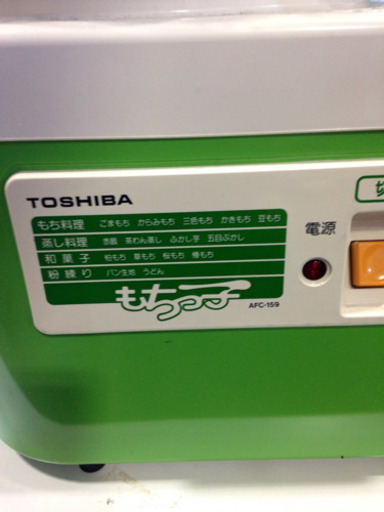 TOSHIBA
もち料理 ごまもち からみもち 三色もち かきもち 豆もち
蒸し料理 赤飯 茶わん蒸し ふかし芋 五目ぶかし
和菓子 柏もち 草もち 桜もち 椿もち
粉練り パン生地 うどん
もちっ子
AFC-159
電源
切